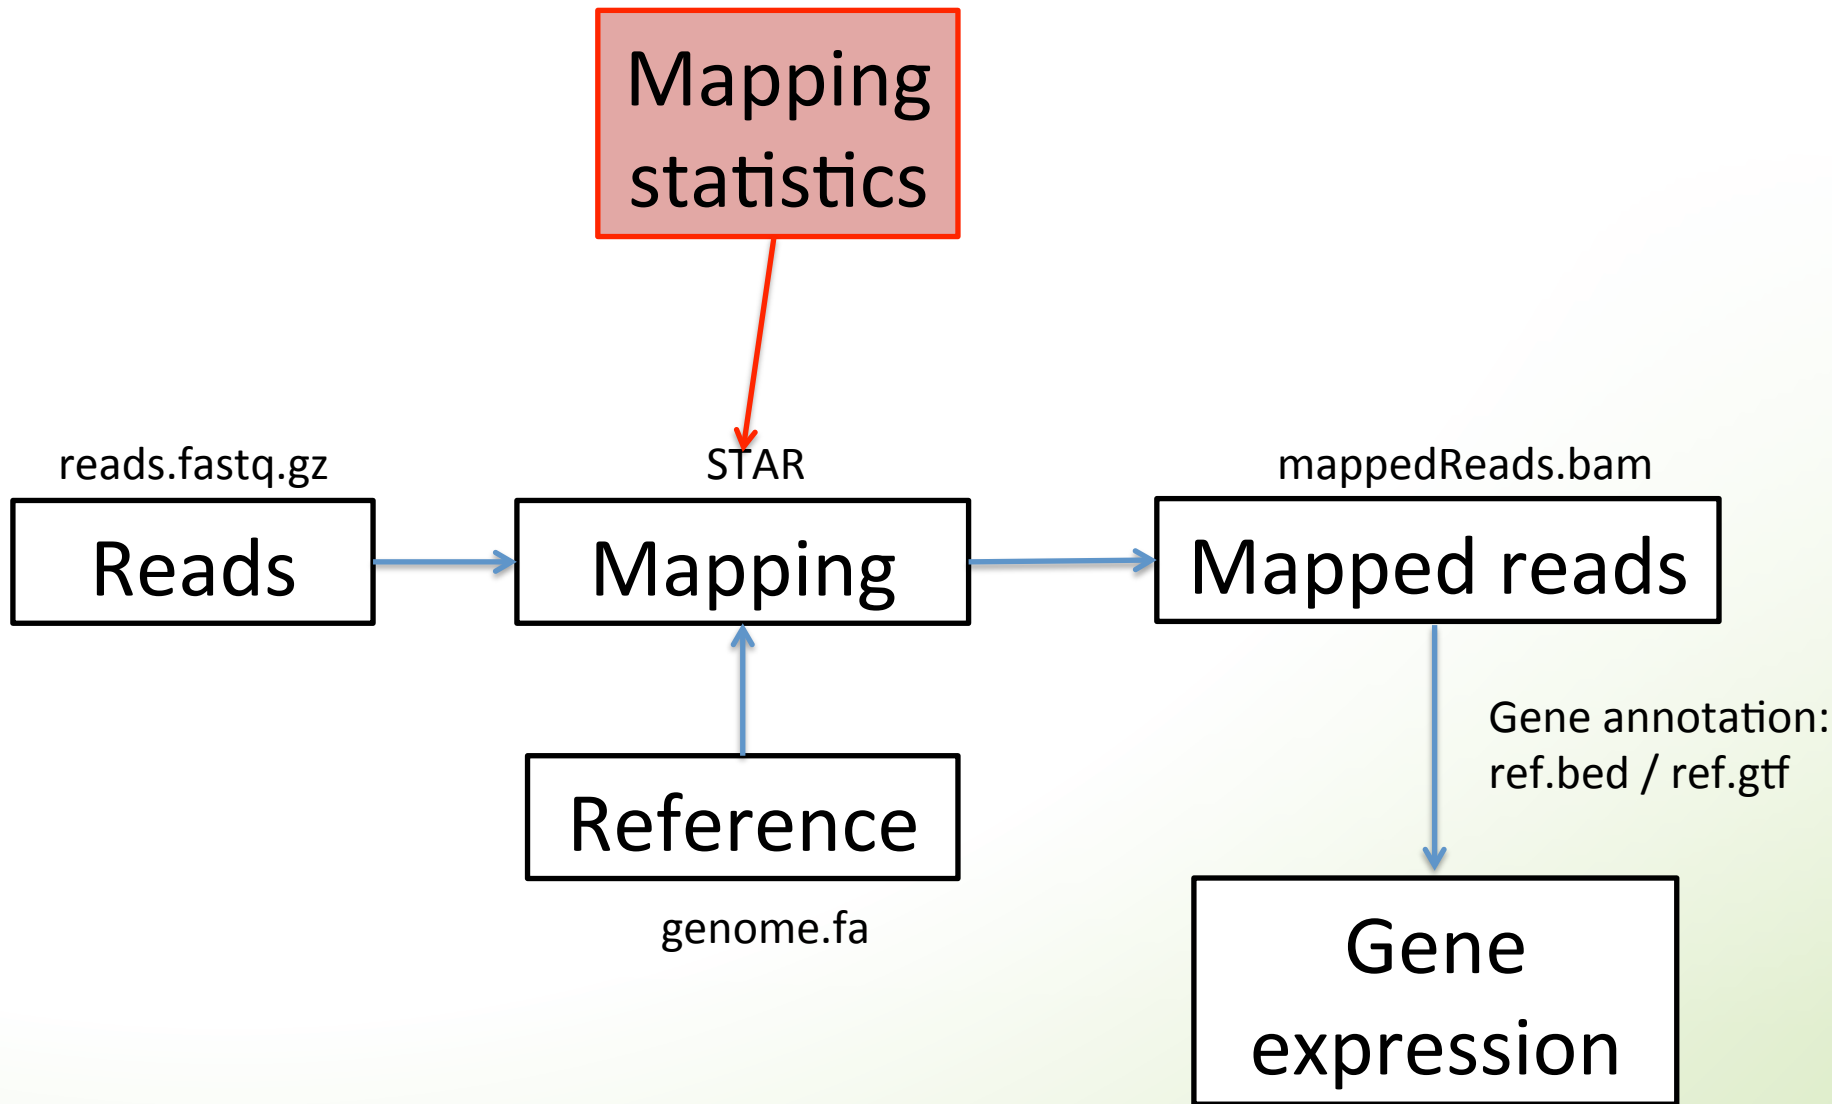 Mapping
statistics
reads.fastq.gz
STAR
mappedReads.bam
Reads
Mapping
Mapped reads
Gene annotation:
ref.bed / ref.gtf
Reference
genome.fa
Gene
expression